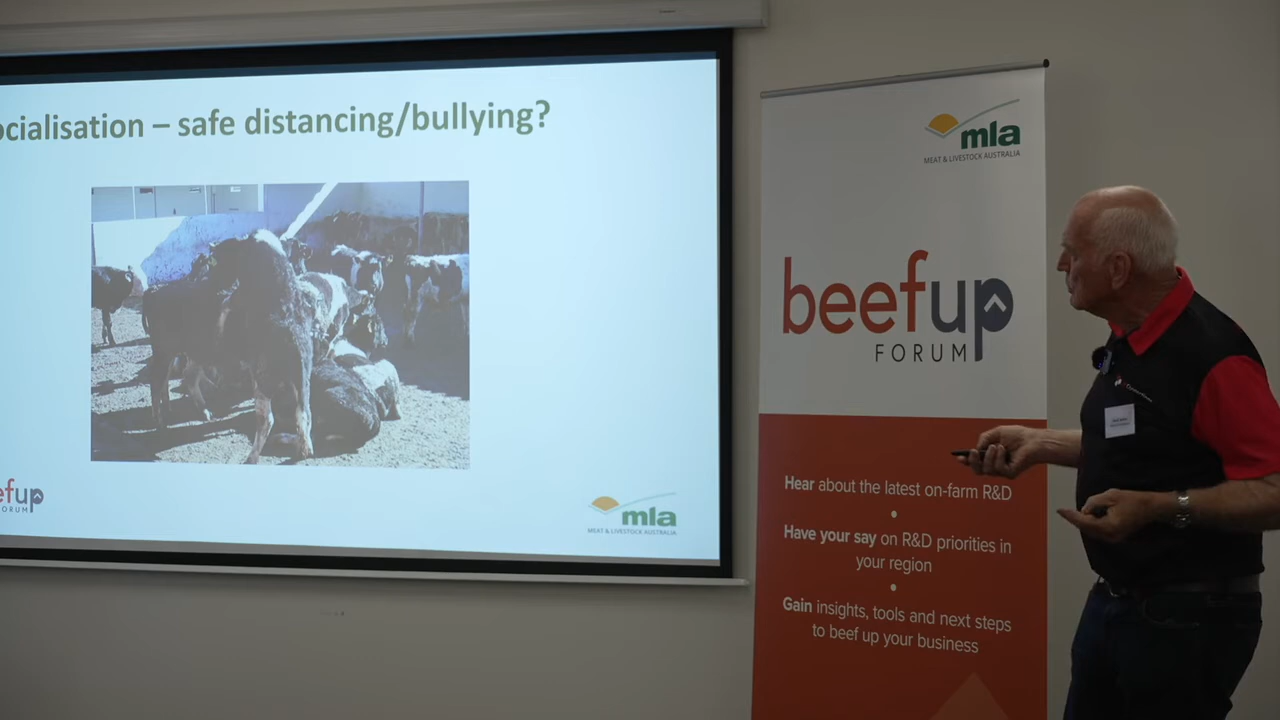 ocialisation – safe distancing/bullying?
efup
FORUM
mla
MEAT & LIVESTOCK AUSTRALIA
mla
MEAT & LIVESTOCK AUSTRALIA
beefup
FORUM
Hear about the latest on-farm R&D
•
Have your say on R&D priorities in
your region
•
Gain insights, tools and next steps
to beef up your business